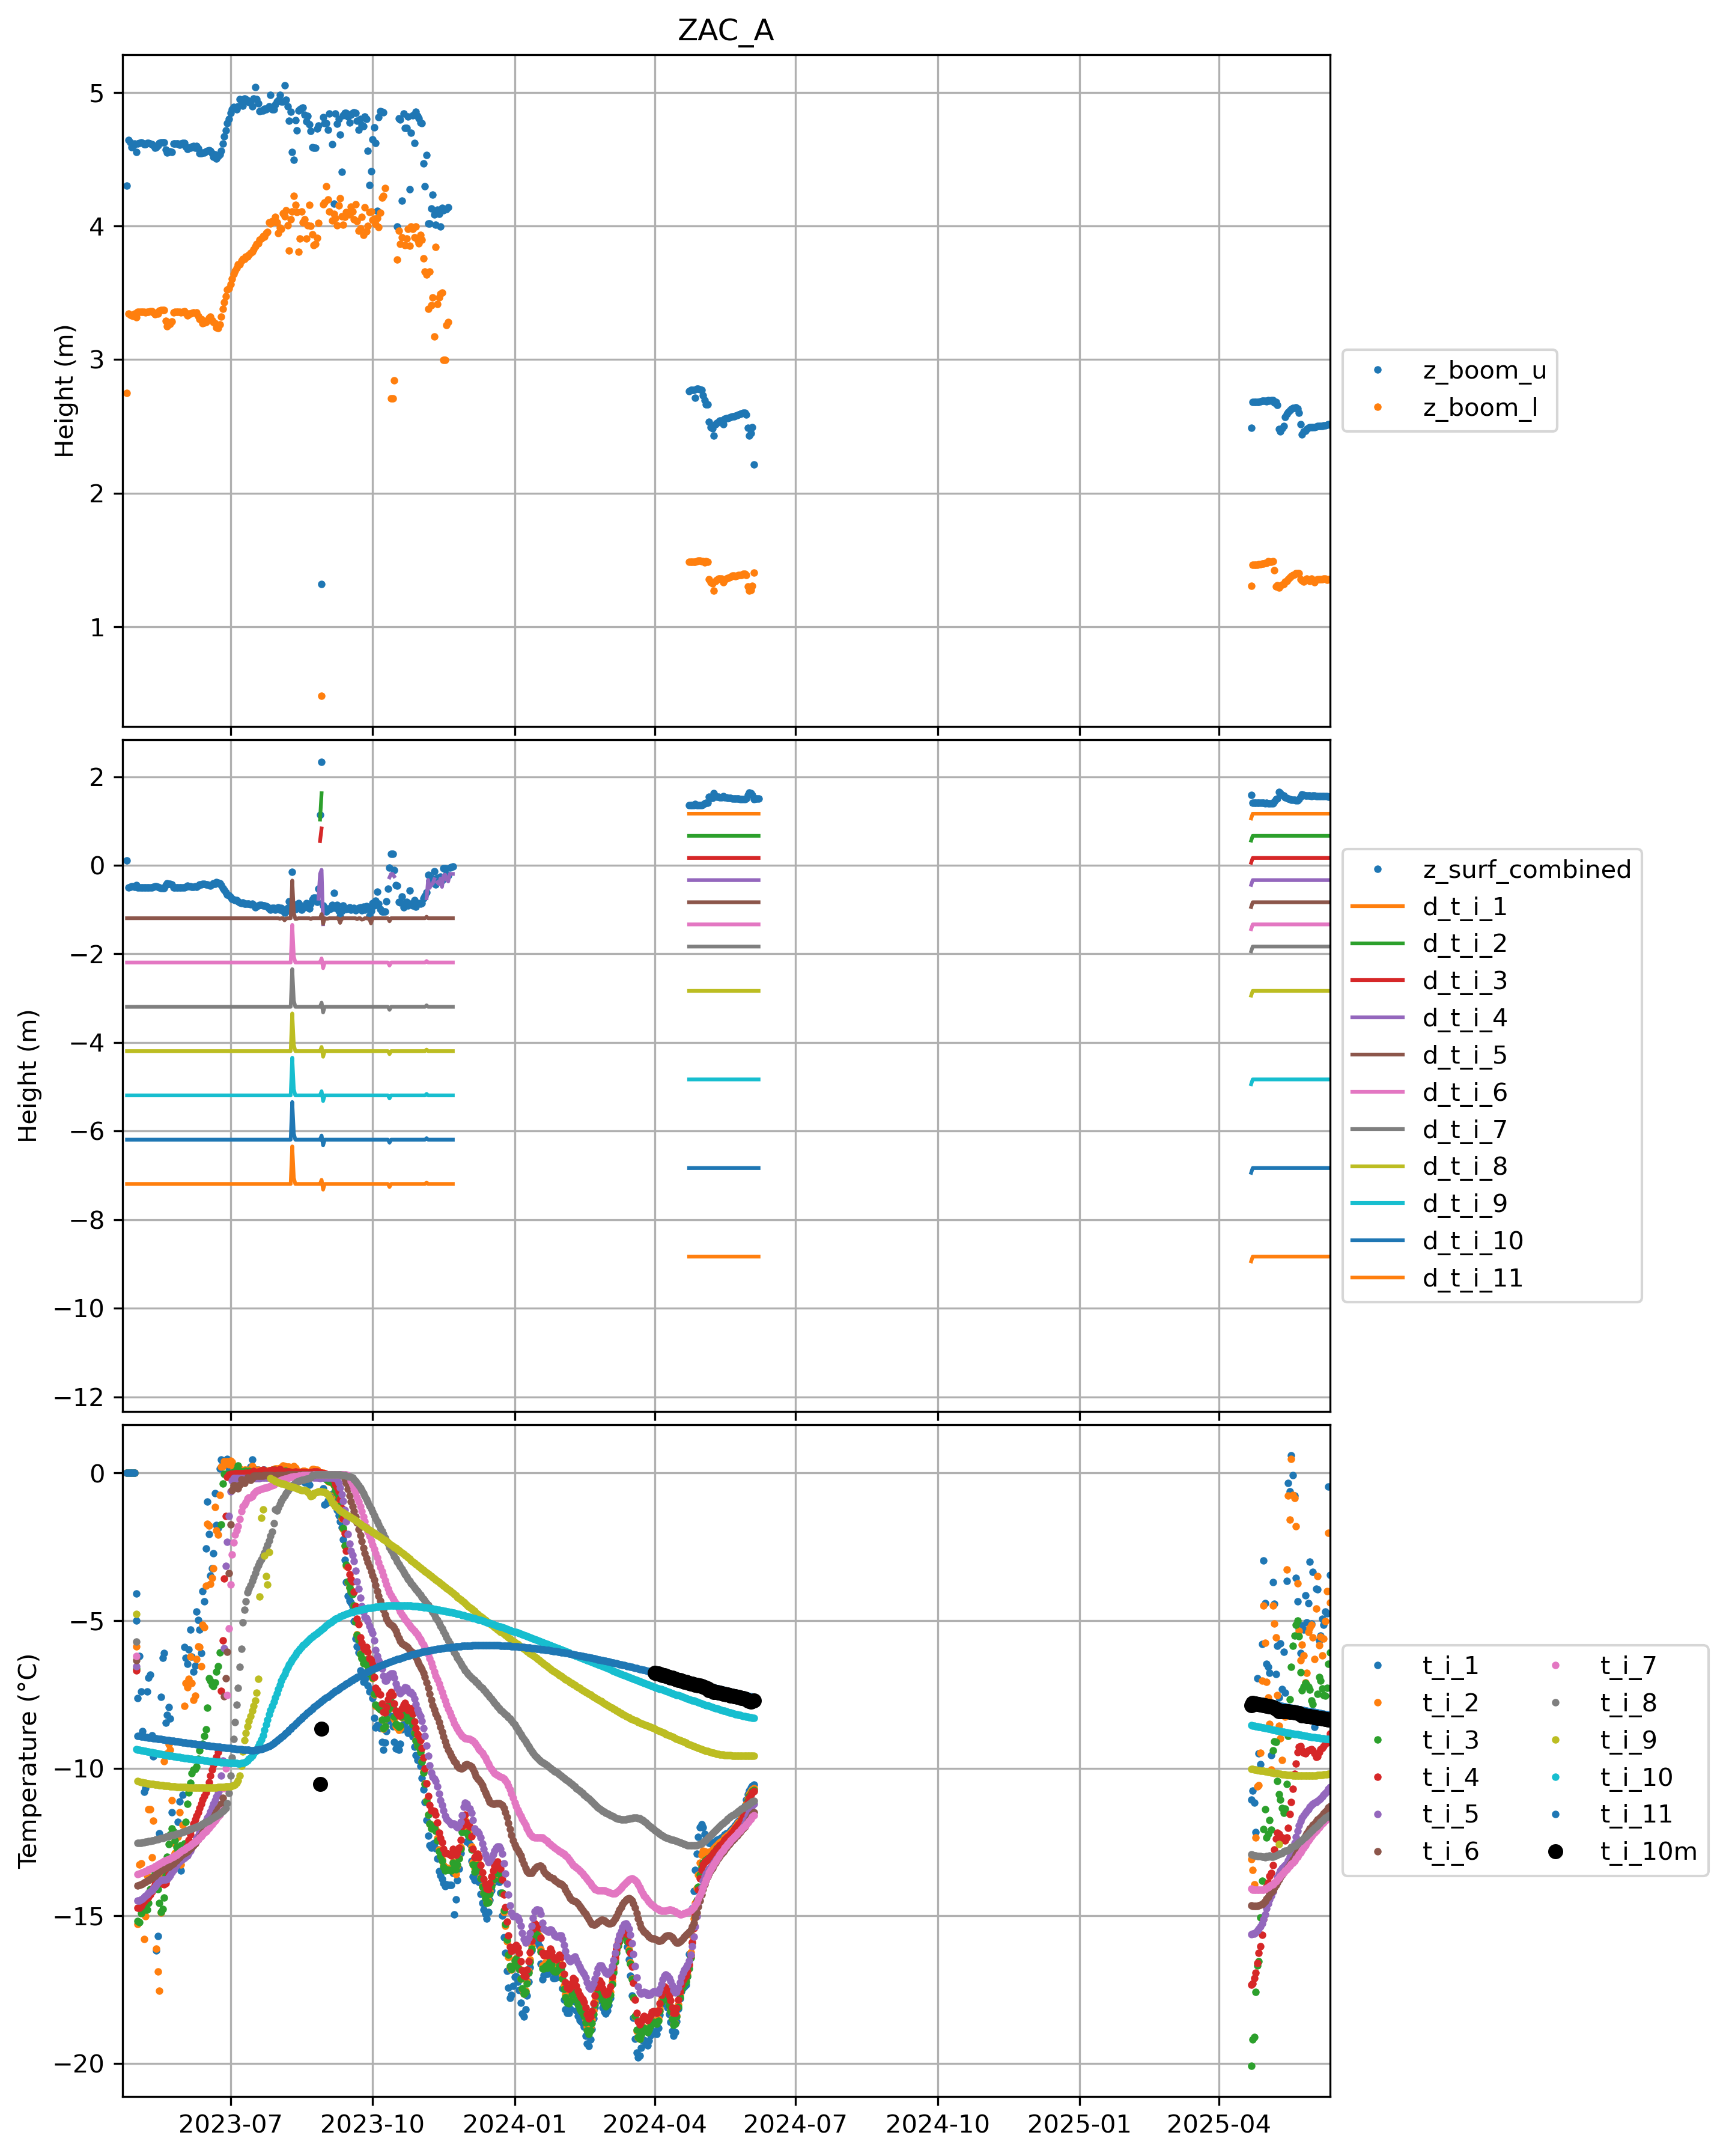 ZAC_A
5
4
3
2
1
Height (m)
z_boom_u
z_boom_l
2
0
−2
−4
−6
−8
−10
−12
Height (m)
z_surf_combined
d_t_i_1
d_t_i_2
d_t_i_3
d_t_i_4
d_t_i_5
d_t_i_6
d_t_i_7
d_t_i_8
d_t_i_9
d_t_i_10
d_t_i_11
0
−5
−10
−15
−20
Temperature (°C)
t_i_1
t_i_2
t_i_3
t_i_4
t_i_5
t_i_6
t_i_7
t_i_8
t_i_9
t_i_10
t_i_11
t_i_10m
2023-07 2023-10 2024-01 2024-04 2024-07 2024-10 2025-01 2025-04